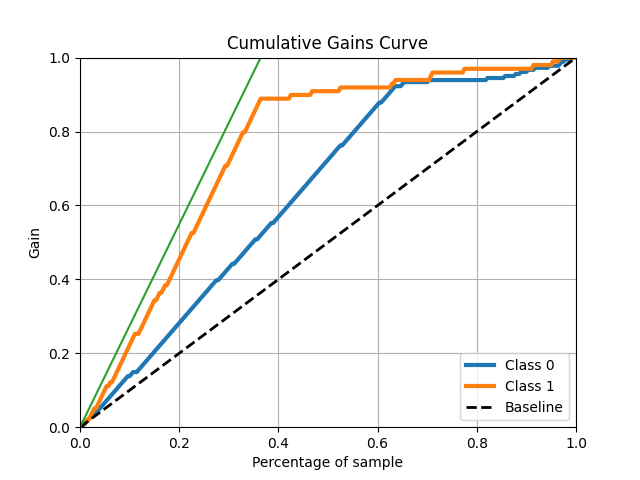 Cumulative Gains Curve
1.0
0.8
0.6
0.4
0.2
0.0
Gain
0.0 0.2 0.4 0.6 0.8 1.0
Percentage of sample
Class 0
Class 1
Baseline